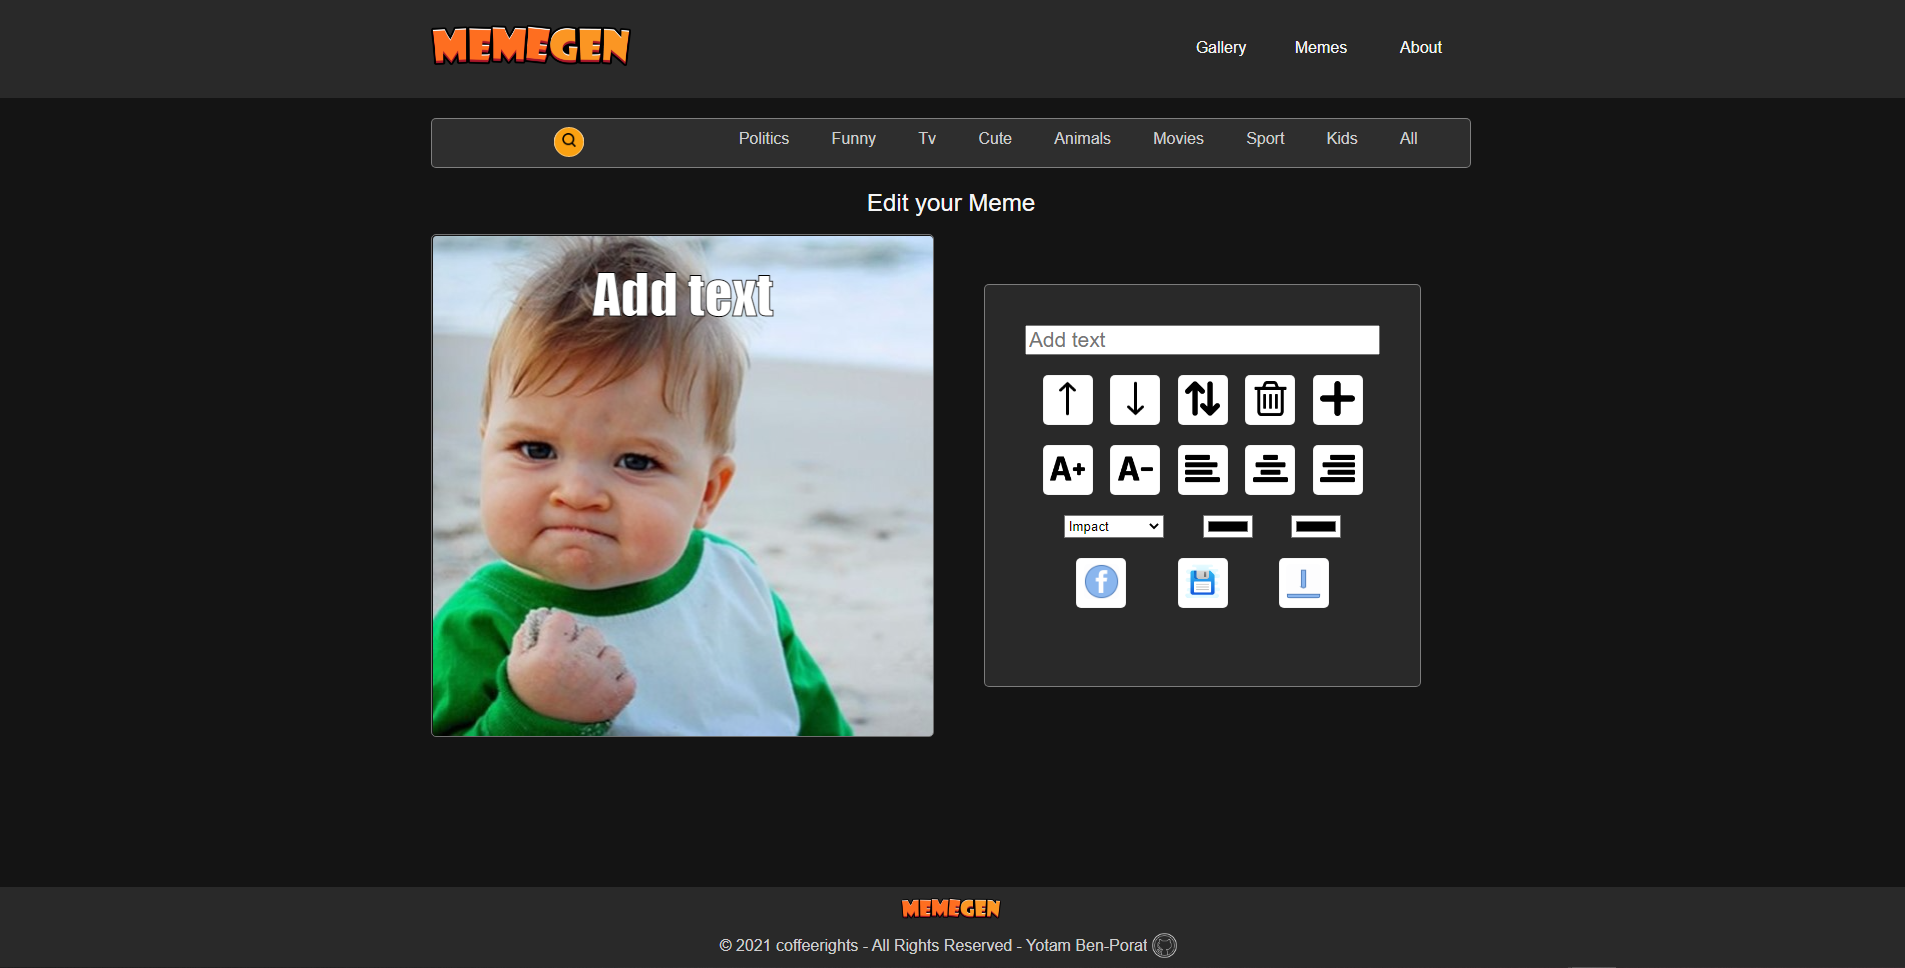 MEMEGEN
Gallery Memes About
Politics Funny Tv Cute Animals Movies Sport Kids All
Edit your Meme
Add text
Add text
A+ A-
Impact
MEMEGEN
© 2021 coffeerights - All Rights Reserved - Yotam Ben-Porat